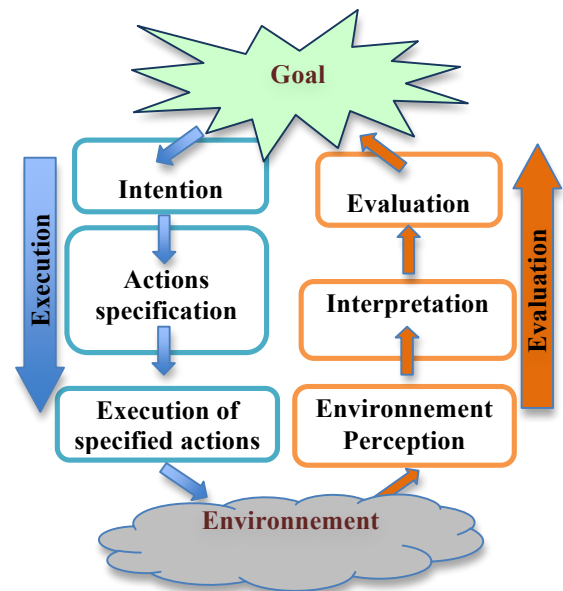 Goal
Execution
Intention
Actions
specification
Execution of
specified actions
Environnement
Environnement
Perception
Interpretation
Evaluation
Evaluation